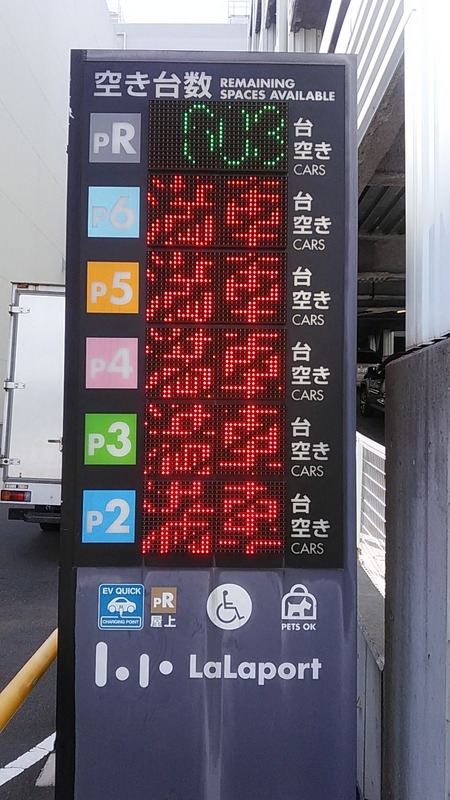 空き台数 REMAINING
SPACES AVAILABLE
PR 603 台
空き
CARS
P6 満車 台
空き
CARS
P5 満車 台
空き
CARS
P4 満車 台
空き
CARS
P3 満車 台
空き
CARS
P2 満車 台
空き
CARS
EV QUICK
CHARGING POINT
PR
屋上
PETS OK
LaLaport